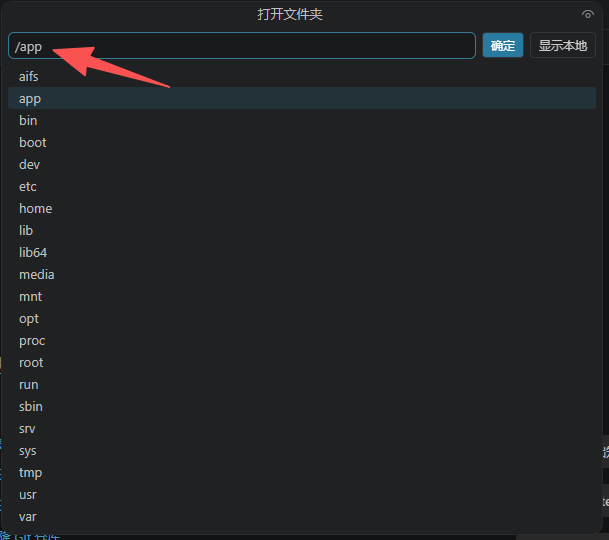 打开文件夹
/app 确定 显示本地
aifs
app
bin
boot
dev
etc
home
lib
lib64
media
mnt
opt
proc
root
run
sbin
srv
sys
tmp
usr
var